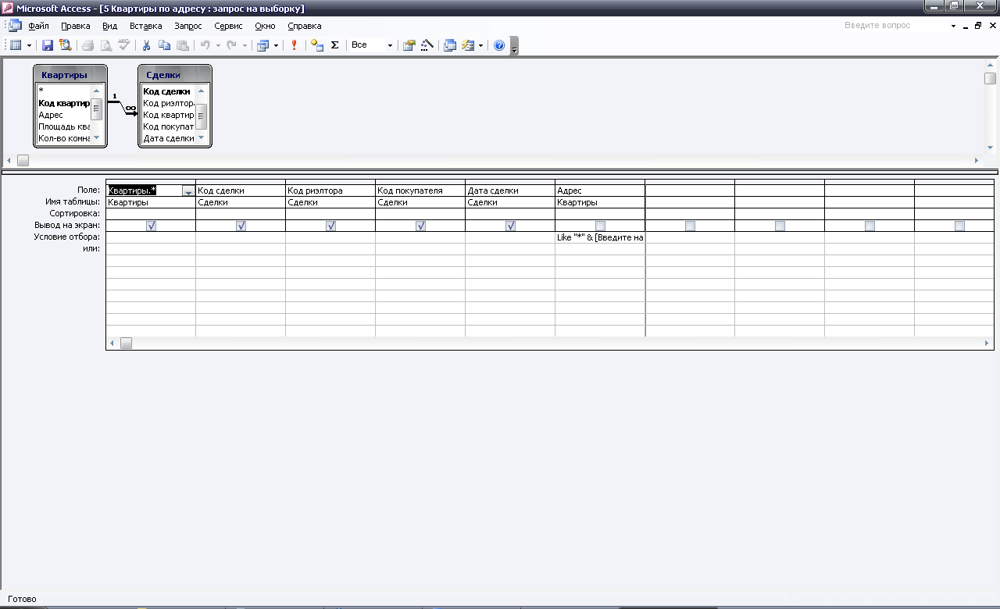 Microsoft Access - [5 Квартиры по адресу : запрос на выборку]
Файл Правка Вид Вставка Запрос Сервис Окно Справка Введите вопрос
Все
Квартиры
*
Код квартир
Адрес
Площадь ква
Кол-во комна
1 ∞
Сделки
Код сделки
Код риэлтора
Код квартир
Код покупат
Дата сделки
Поле: Квартиры.* Код сделки Код риэлтора Код покупателя Дата сделки Адрес
Имя таблицы: Квартиры Сделки Сделки Сделки Сделки Квартиры
Сортировка:
Вывод на экран:
Условие отбора: Like "*" & [Введите на
или:
Готово